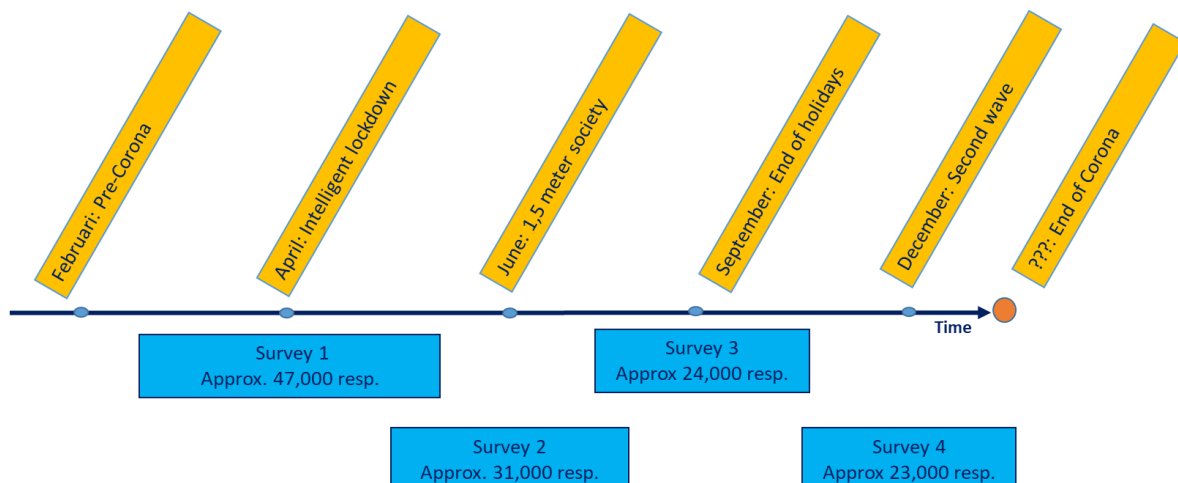 Februari: Pre-Corona
April: Intelligent lockdown
June: 1,5 meter society
September: End of holidays
December: Second wave
???: End of Corona
Time
Survey 1
Approx. 47,000 resp.
Survey 3
Approx 24,000 resp.
Survey 2
Approx. 31,000 resp.
Survey 4
Approx 23,000 resp.